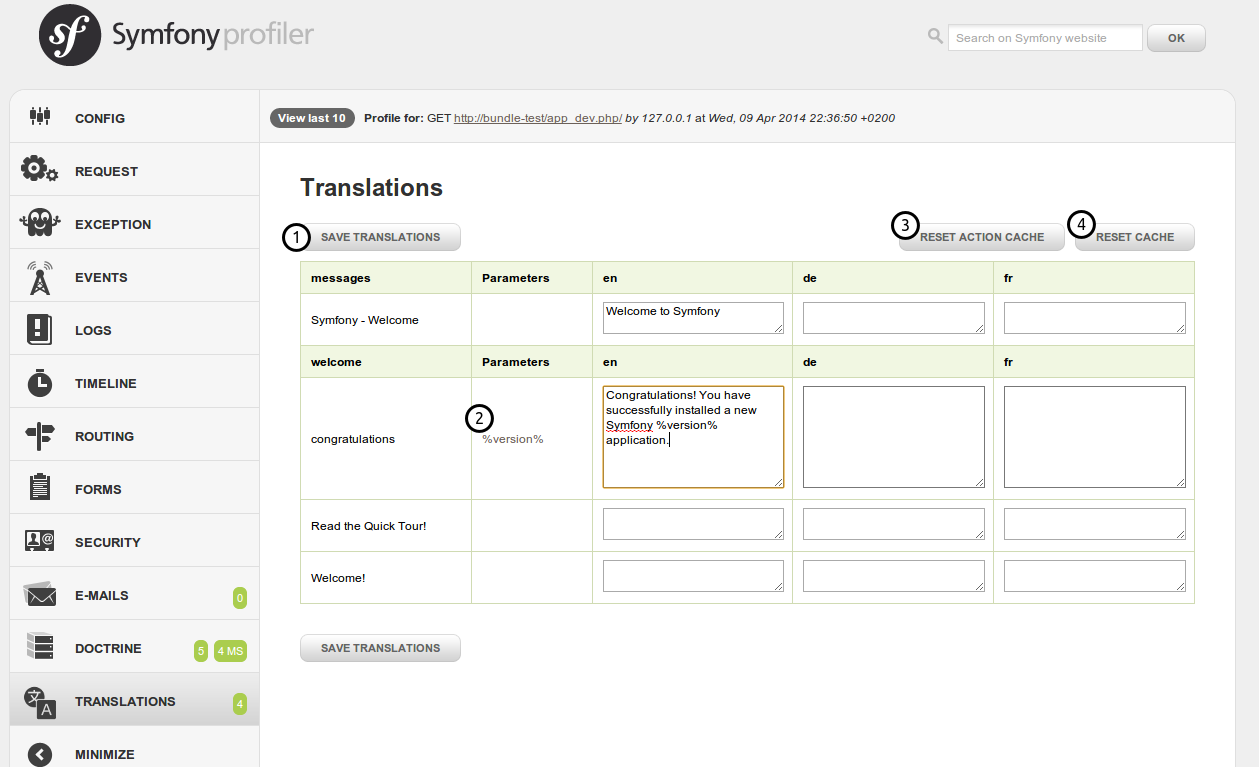 sf Symfony profiler
Search on Symfony website
OK
CONFIG
REQUEST
EXCEPTION
EVENTS
LOGS
TIMELINE
ROUTING
FORMS
SECURITY
E-MAILS 0
DOCTRINE 5 4 MS
文 A TRANSLATIONS 4
MINIMIZE
View last 10 Profile for: GET http://bundle-test/app_dev.php/ by 127.0.0.1 at Wed, 09 Apr 2014 22:36:50 +0200
Translations
1 SAVE TRANSLATIONS 3 RESET ACTION CACHE 4 RESET CACHE
messages Parameters en de fr
Symfony - Welcome Welcome to Symfony
welcome Parameters en de fr
congratulations 2 %version%
Congratulations! You have
successfully installed a new
Symfony %version%
application.
Read the Quick Tour!
Welcome!
SAVE TRANSLATIONS